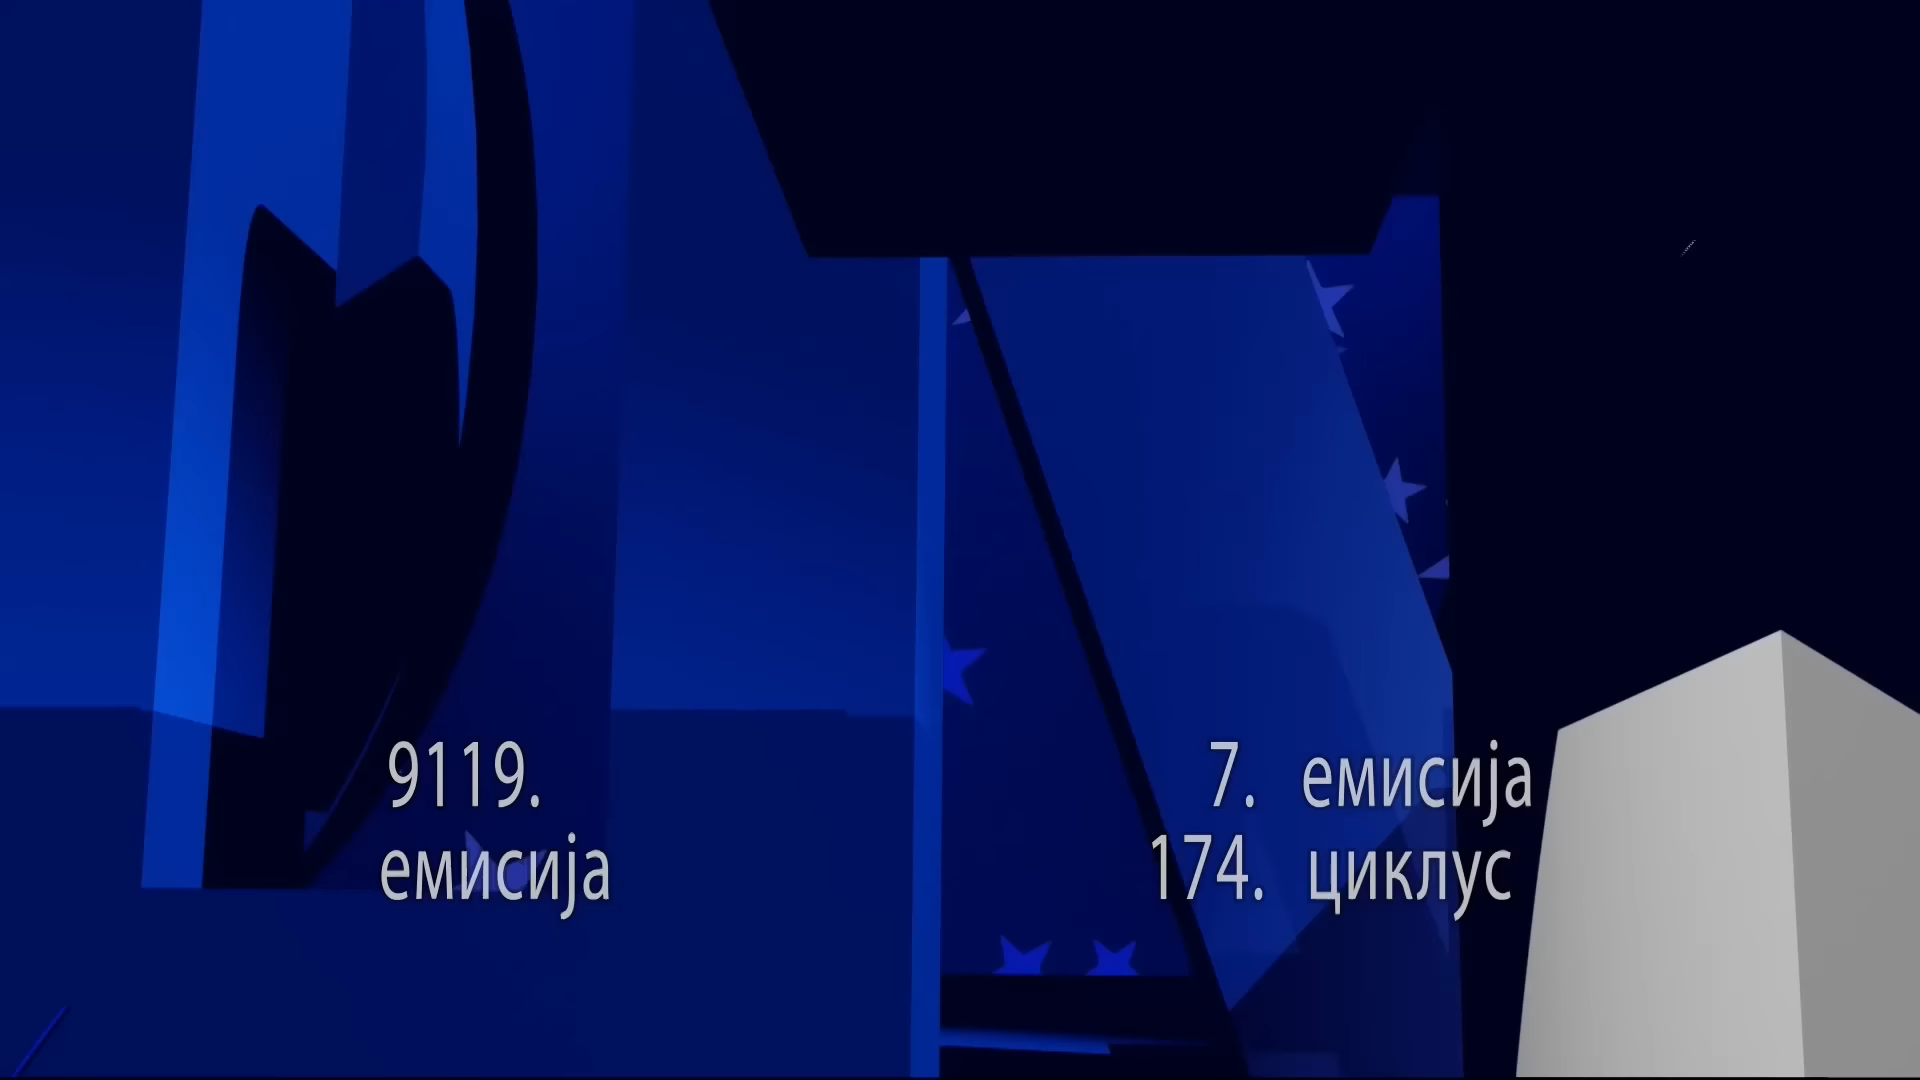 9119.
емисија
7. емисија
174. циклус